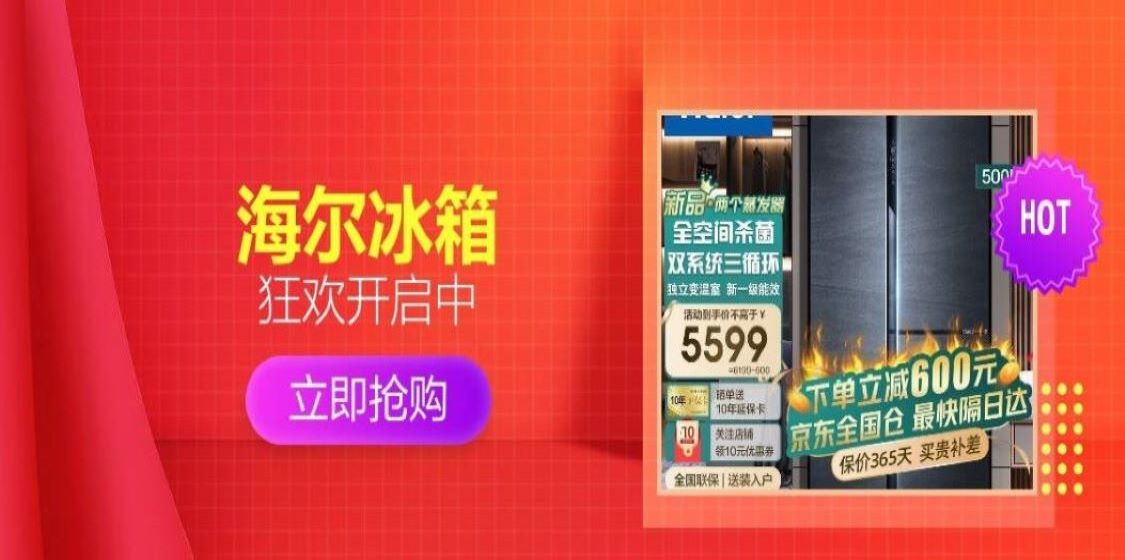 海尔冰箱
狂欢开启中
立即抢购
Haier
500
HOT
新品·两个蒸发器
全空间杀菌
双系统三循环
独立变温室 新一级能效
活动到手价不高于¥
5599
=6199-600
10年
晒单送
10年延保卡
10
关注店铺
领10元优惠券
全国联保|送装入户
下单立减600元
京东全国仓 最快隔日达
保价365天 买贵补差